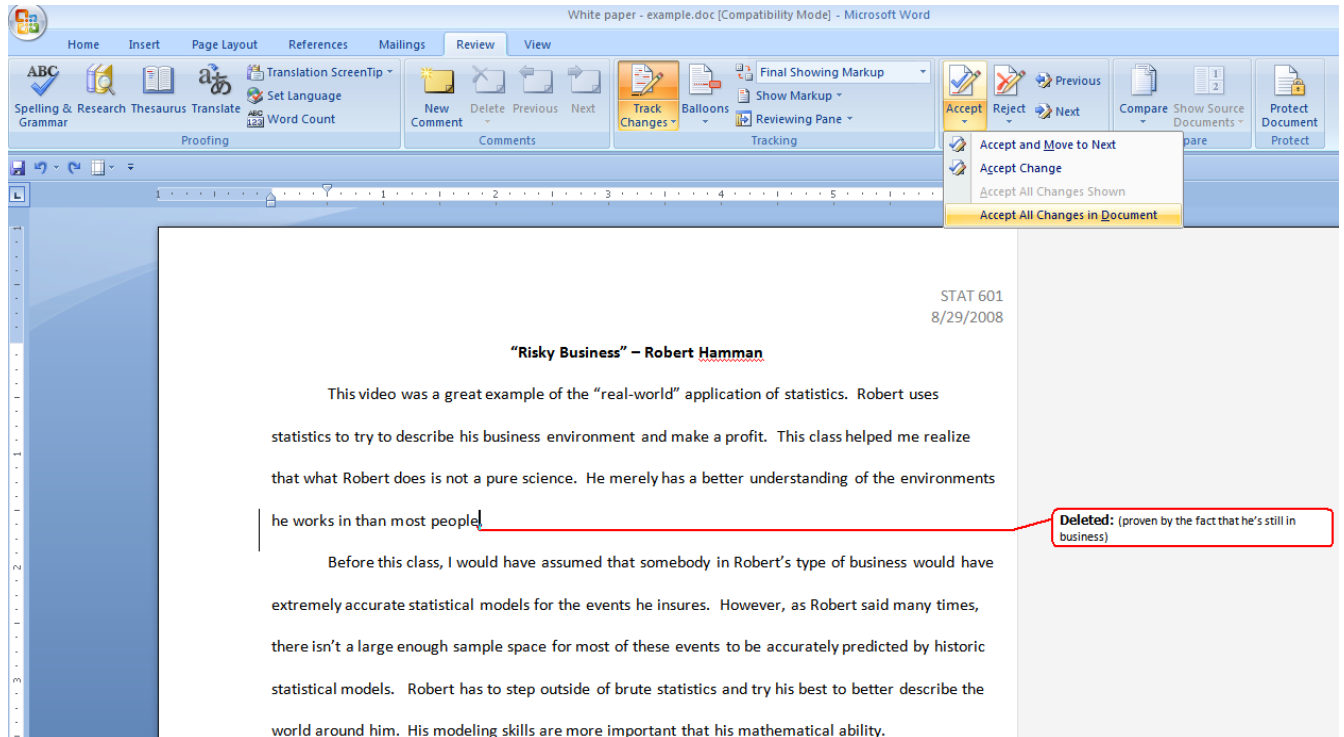 White paper - example.doc [Compatibility Mode] - Microsoft Word
Home Insert Page Layout References Mailings Review View
ABC Spelling & Grammar
Research
Thesaurus
Translate
Translation ScreenTip
Set Language
ABC 123 Word Count
Proofing
New Comment
Delete
Previous
Next
Comments
Track Changes
Balloons
Final Showing Markup
Show Markup
Reviewing Pane
Tracking
Accept
Reject
Previous
Next
Compare
Show Source Documents
pare
Protect Document
Protect
Accept and Move to Next
Accept Change
Accept All Changes Shown
Accept All Changes in Document
L
1 1 2 3 4 5
STAT 601
8/29/2008
“Risky Business” – Robert Hamman
This video was a great example of the “real-world” application of statistics. Robert uses
statistics to try to describe his business environment and make a profit. This class helped me realize
that what Robert does is not a pure science. He merely has a better understanding of the environments
he works in than most people.
Deleted: (proven by the fact that he’s still in
business)
Before this class, I would have assumed that somebody in Robert’s type of business would have
extremely accurate statistical models for the events he insures. However, as Robert said many times,
there isn’t a large enough sample space for most of these events to be accurately predicted by historic
statistical models. Robert has to step outside of brute statistics and try his best to better describe the
world around him. His modeling skills are more important that his mathematical ability.